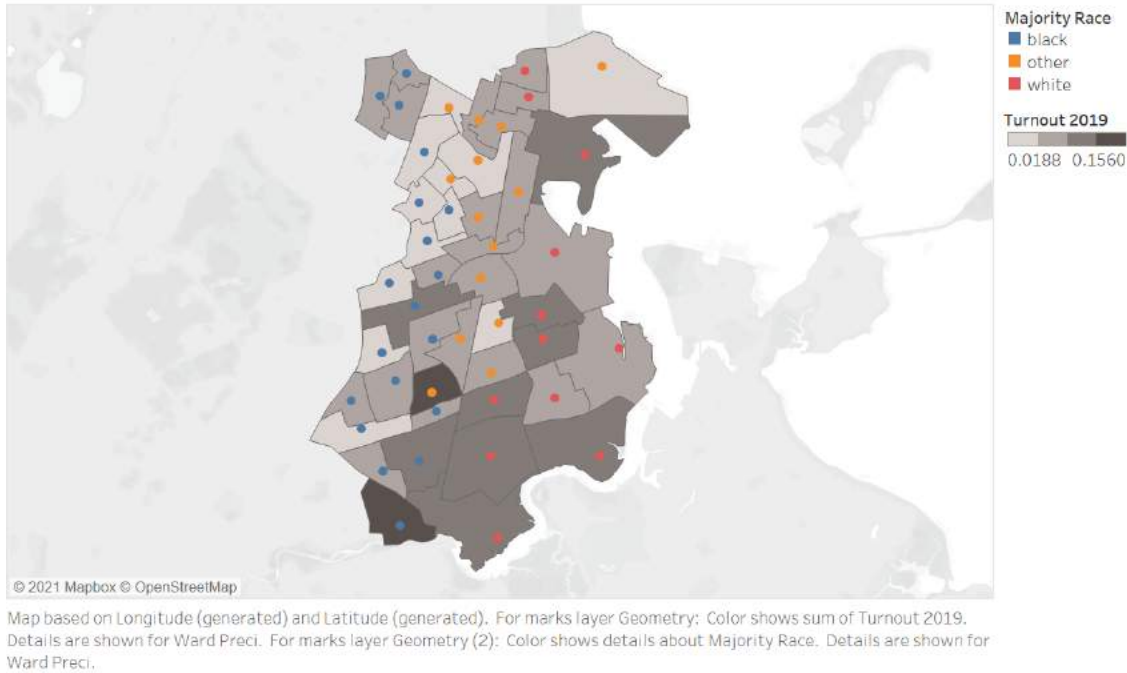 Majority Race
black
other
white
Turnout 2019
0.0188 0.1560
© 2021 Mapbox © OpenStreetMap
Map based on Longitude (generated) and Latitude (generated). For marks layer Geometry: Color shows sum of Turnout 2019.
Details are shown for Ward Preci. For marks layer Geometry (2): Color shows details about Majority Race. Details are shown for
Ward Preci.